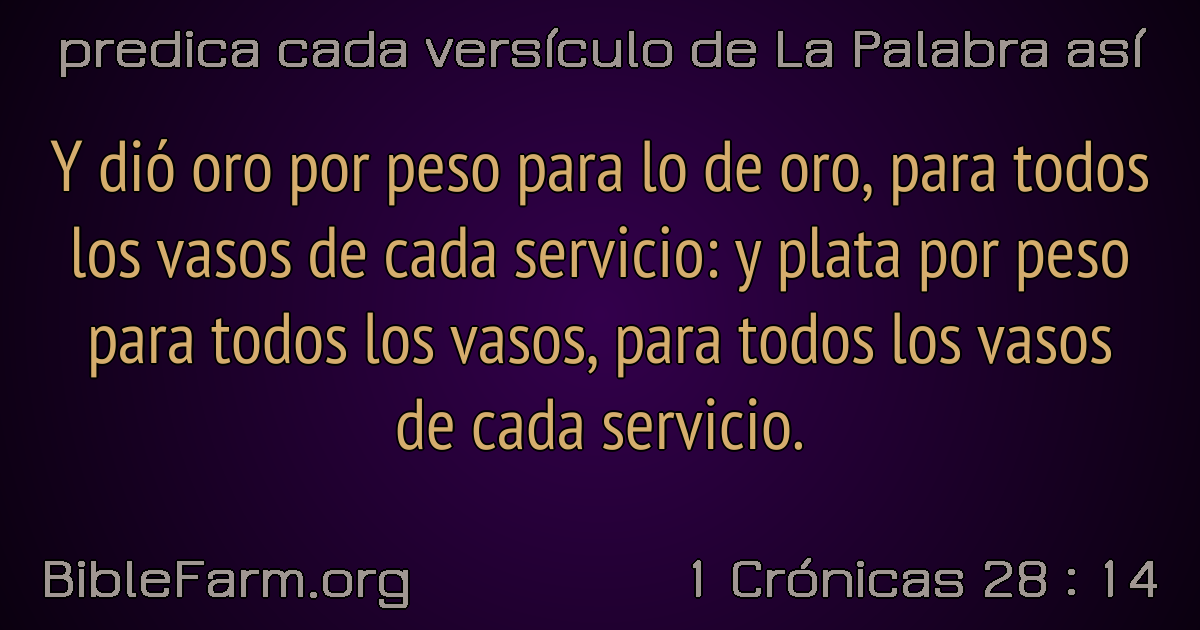 predica cada versículo de La Palabra así
Y dió oro por peso para lo de oro, para todos
los vasos de cada servicio: y plata por peso
para todos los vasos, para todos los vasos
de cada servicio.
BibleFarm.org
1 Crónicas 28 : 14